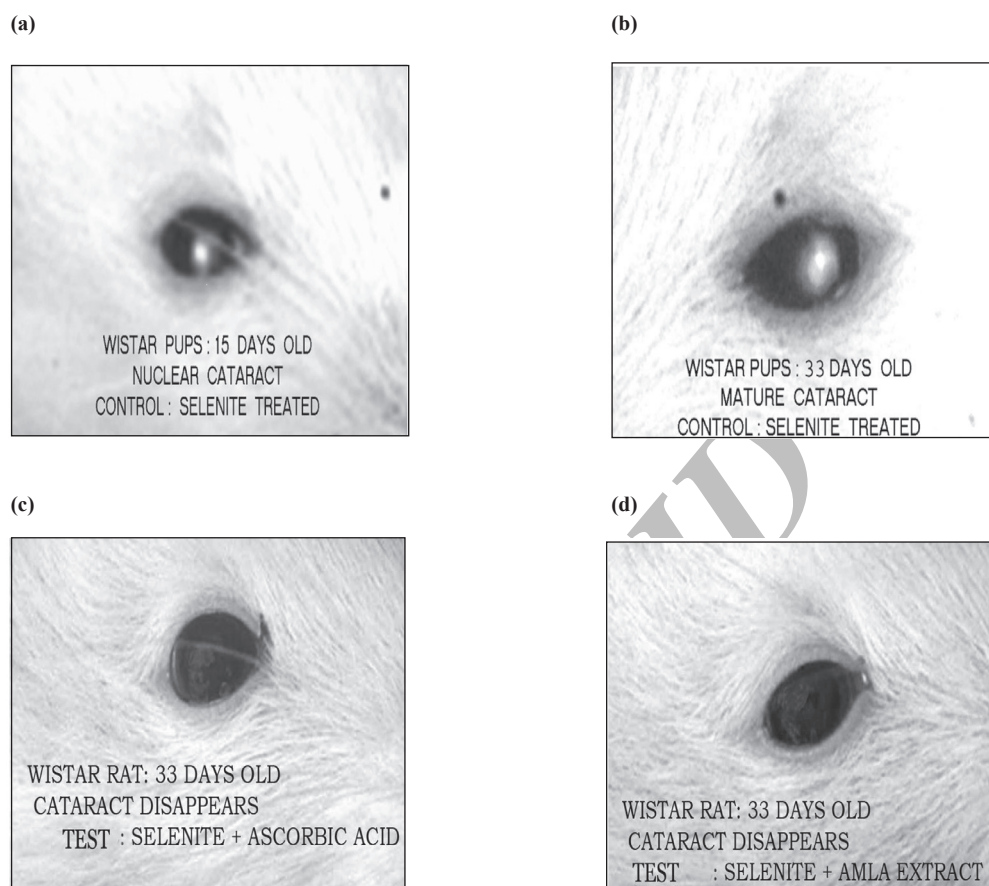 (a)
(b)
WISTAR PUPS : 15 DAYS OLD
NUCLEAR CATARACT
CONTROL : SELENITE TREATED
WISTAR PUPS : 33 DAYS OLD
MATURE CATARACT
CONTROL : SELENITE TREATED
(c)
(d)
WISTAR RAT: 33 DAYS OLD
CATARACT DISAPPEARS
TEST : SELENITE + ASCORBIC ACID
WISTAR RAT: 33 DAYS OLD
CATARACT DISAPPEARS
TEST : SELENITE + AMLA EXTRACT